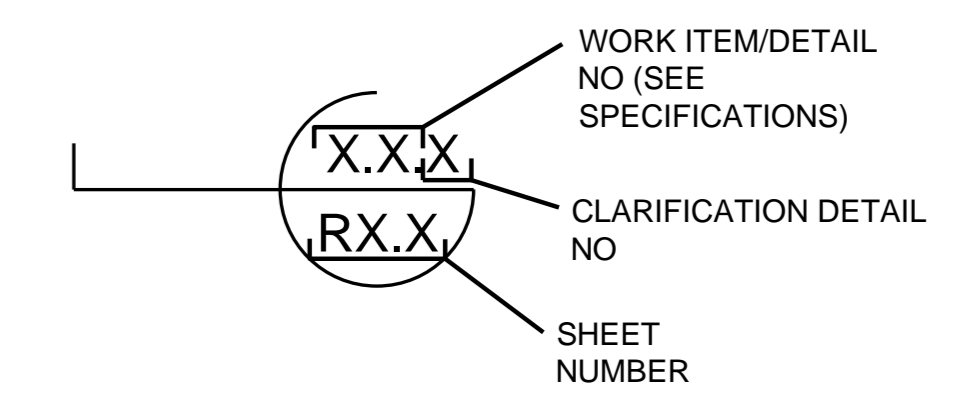 WORK ITEM/DETAIL
NO (SEE
SPECIFICATIONS)
X.X.X
CLARIFICATION DETAIL
NO
RX.X
SHEET
NUMBER